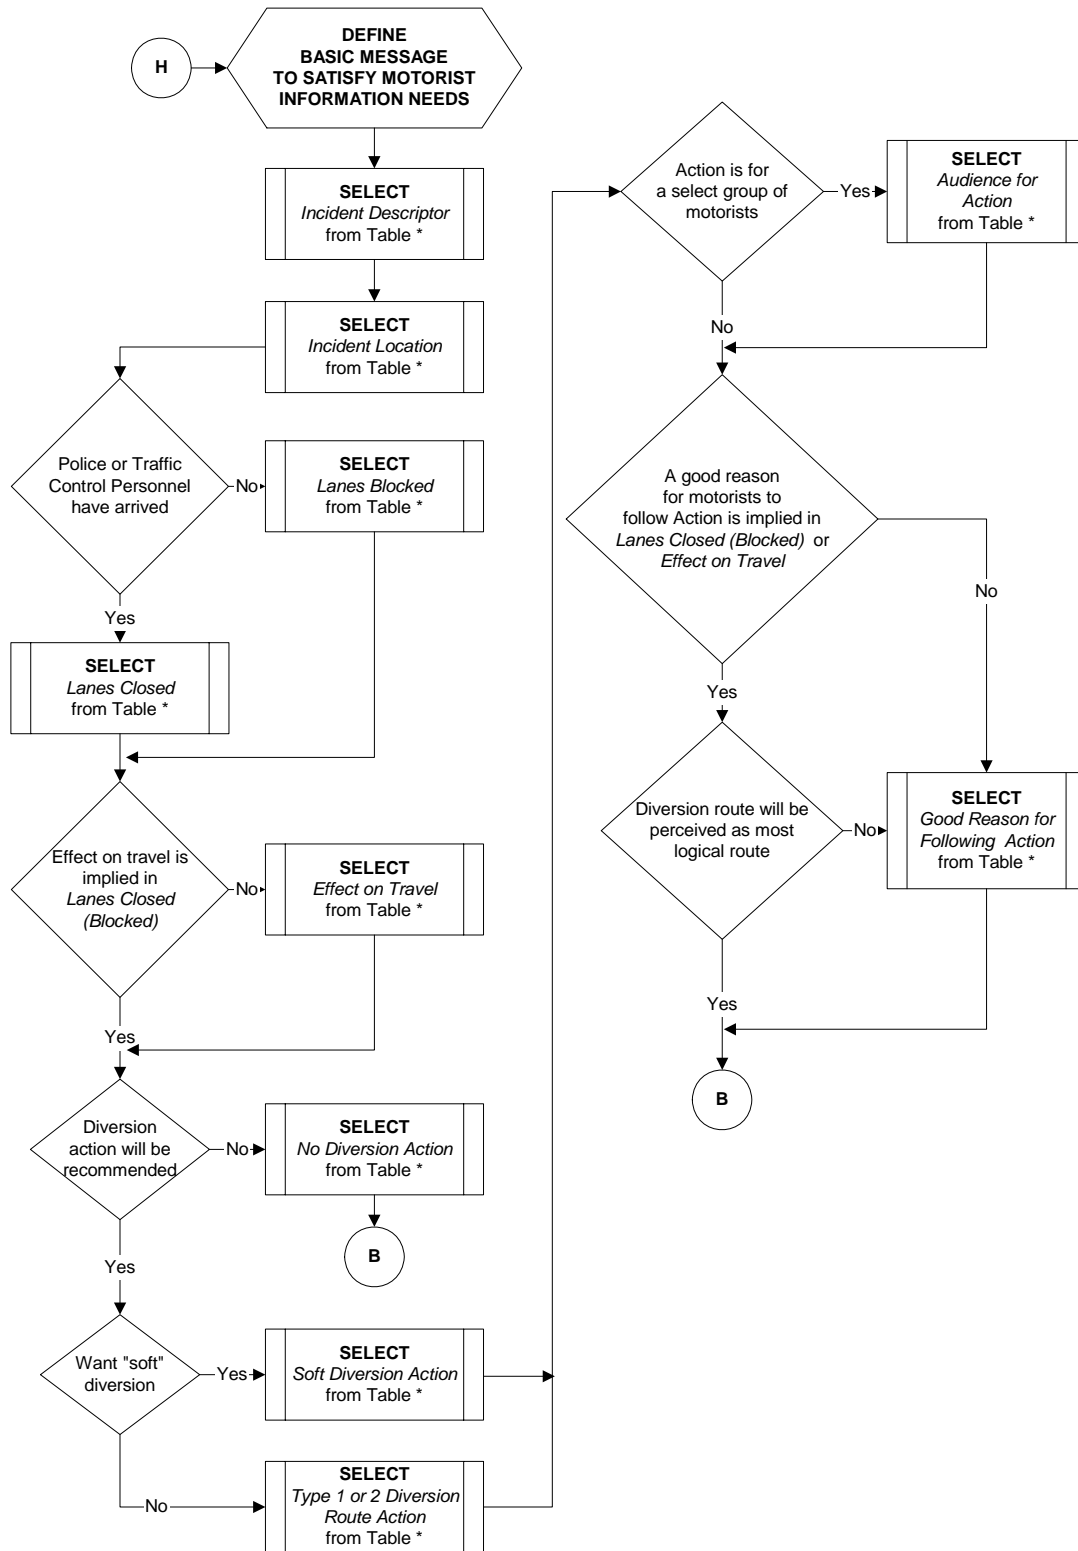 H
DEFINE
BASIC MESSAGE
TO SATISFY MOTORIST
INFORMATION NEEDS
SELECT
Incident Descriptor
from Table *
SELECT
Incident Location
from Table *
Police or Traffic
Control Personnel
have arrived
No
SELECT
Lanes Blocked
from Table *
Yes
SELECT
Lanes Closed
from Table *
Effect on travel is
implied in
Lanes Closed
(Blocked)
No
SELECT
Effect on Travel
from Table *
Yes
Diversion
action will be
recommended
No
SELECT
No Diversion Action
from Table *
B
Yes
Want "soft"
diversion
Yes
SELECT
Soft Diversion Action
from Table *
No
SELECT
Type 1 or 2 Diversion
Route Action
from Table *
Action is for
a select group of
motorists
Yes
SELECT
Audience for
Action
from Table *
No
A good reason
for motorists to
follow Action is implied in
Lanes Closed (Blocked) or
Effect on Travel
No
Yes
Diversion route will be
perceived as most
logical route
No
SELECT
Good Reason for
Following Action
from Table *
Yes
B